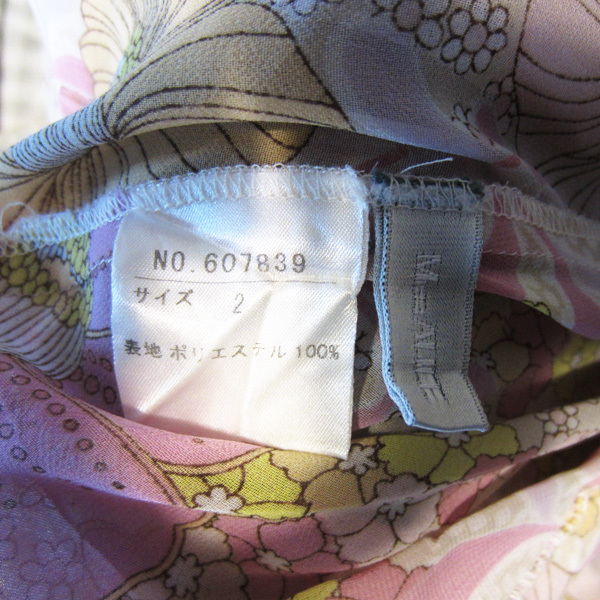 NO. 607839
サイズ 2
表地 ポリエステル 100%